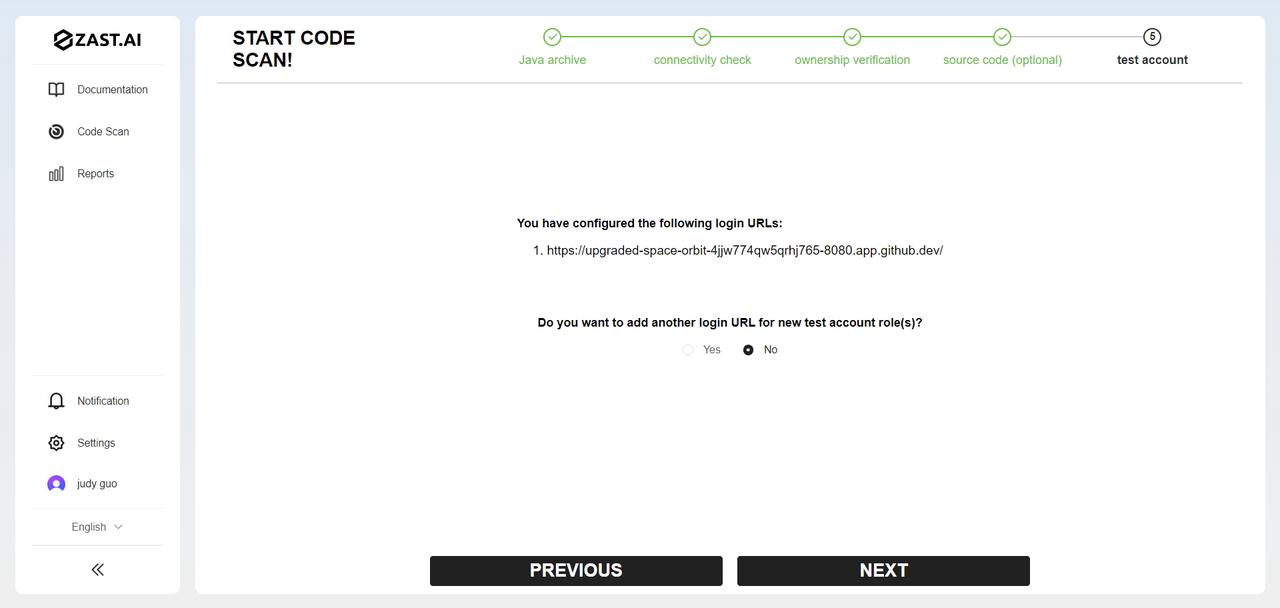 ZAST.AI
Documentation
Code Scan
Reports
Notification
Settings
judy guo
English
START CODE
SCAN!
Java archive
connectivity check
ownership verification
source code (optional)
5
test account
You have configured the following login URLs:
1. https://upgraded-space-orbit-4jjw774qw5qrhj765-8080.app.github.dev/
Do you want to add another login URL for new test account role(s)?
Yes
No
PREVIOUS
NEXT